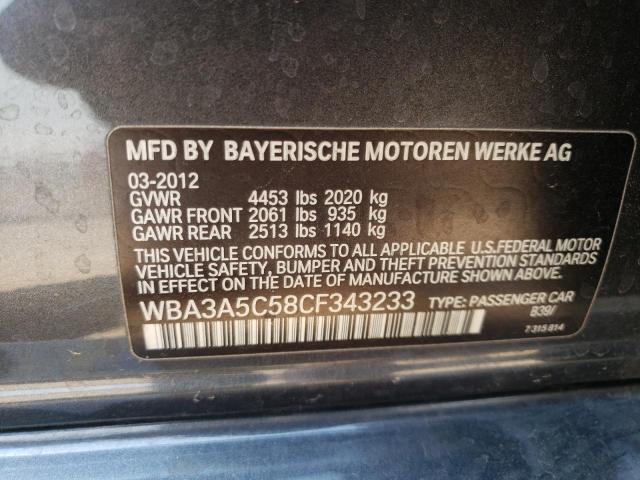 MFD BY BAYERISCHE MOTOREN WERKE AG
03-2012
GVWR 4453 lbs 2020 kg
GAWR FRONT 2061 lbs 935 kg
GAWR REAR 2513 lbs 1140 kg
THIS VEHICLE CONFORMS TO ALL APPLICABLE U.S.FEDERAL MOTOR
VEHICLE SAFETY, BUMPER, AND THEFT PREVENTION STANDARDS
IN EFFECT ON THE DATE OF MANUFACTURE SHOWN ABOVE.
WBA3A5C58CF343233 TYPE: PASSENGER CAR
B39/
7 315 814